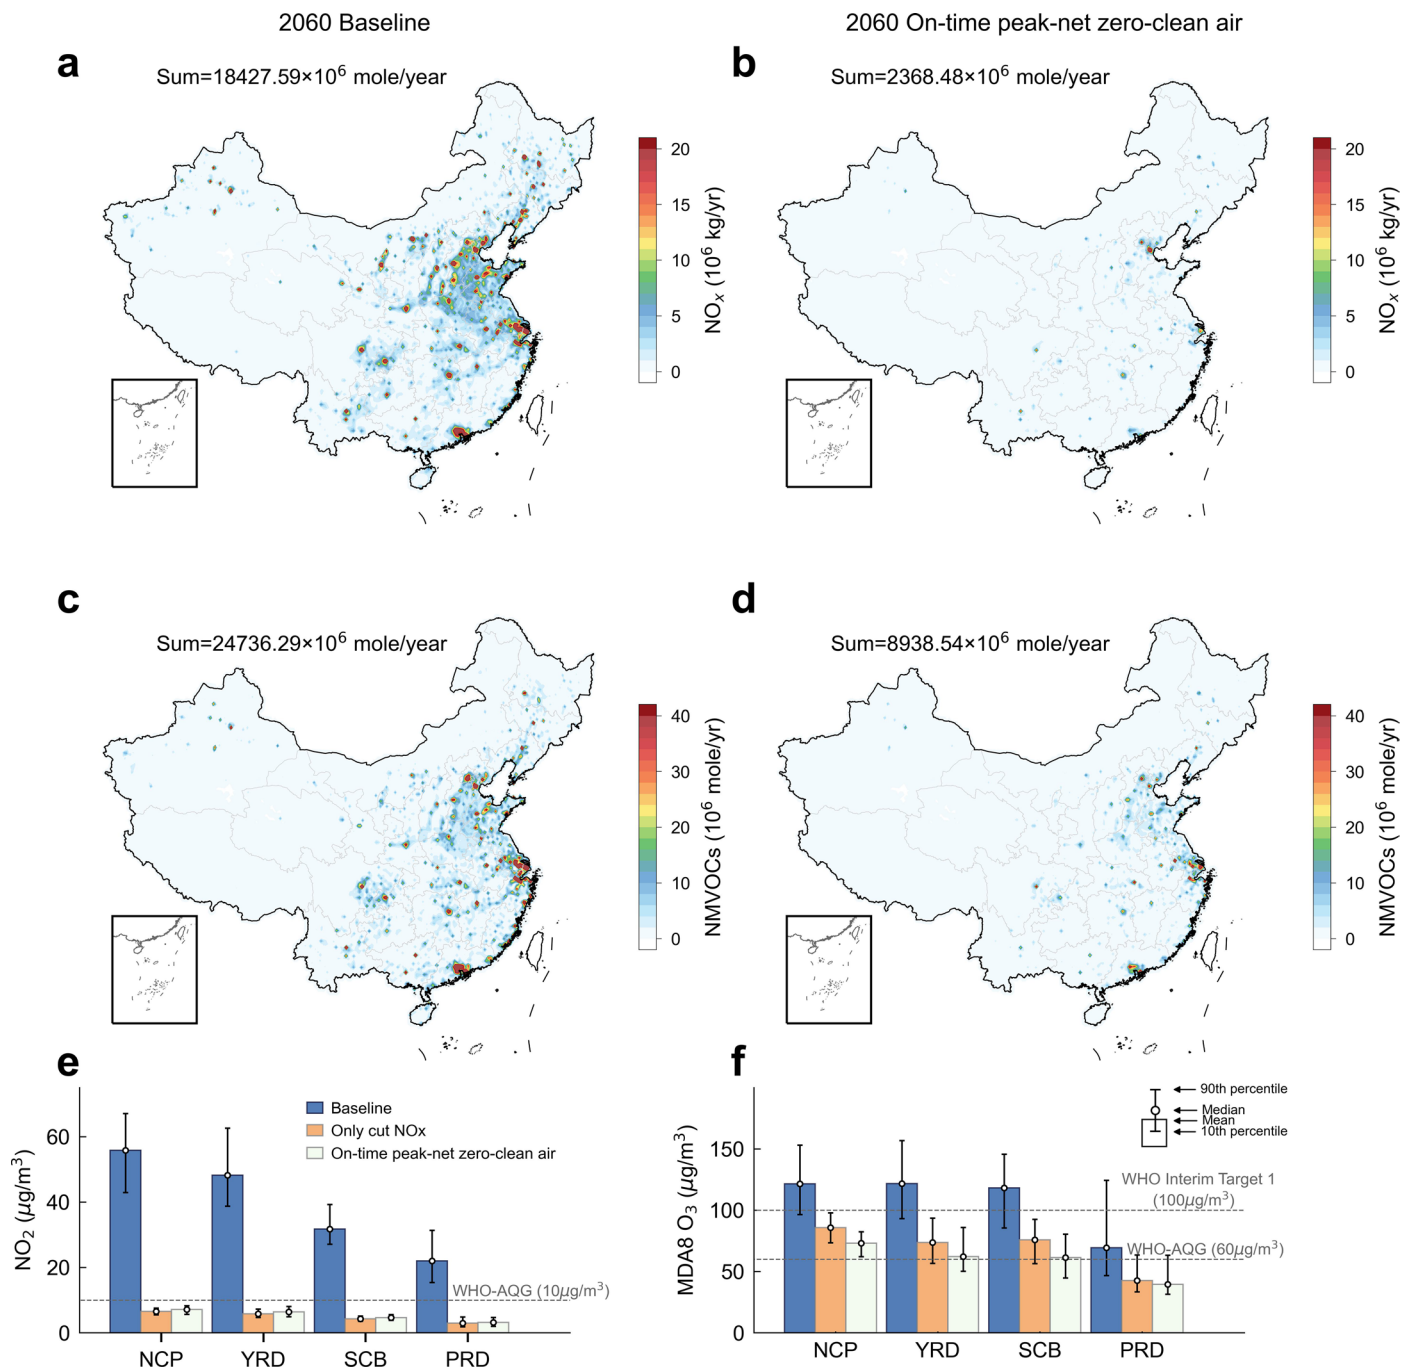 2060 Baseline
2060 On-time peak-net zero-clean air
a
Sum=18427.59×10⁶ mole/year
20
15
10
5
0
NOₓ (10⁶ kg/yr)
b
Sum=2368.48×10⁶ mole/year
20
15
10
5
0
NOₓ (10⁶ kg/yr)
c
Sum=24736.29×10⁶ mole/year
40
30
20
10
0
NMVOCs (10⁶ mole/yr)
d
Sum=8938.54×10⁶ mole/year
40
30
20
10
0
NMVOCs (10⁶ mole/yr)
e
NO₂ (μg/m³)
60
40
20
0
Baseline
Only cut NOx
On-time peak-net zero-clean air
WHO-AQG (10μg/m³)
NCP
YRD
SCB
PRD
f
MDA8 O₃ (μg/m³)
150
100
50
0
90th percentile
Median
Mean
10th percentile
WHO Interim Target 1
(100μg/m³)
WHO-AQG (60μg/m³)
NCP
YRD
SCB
PRD